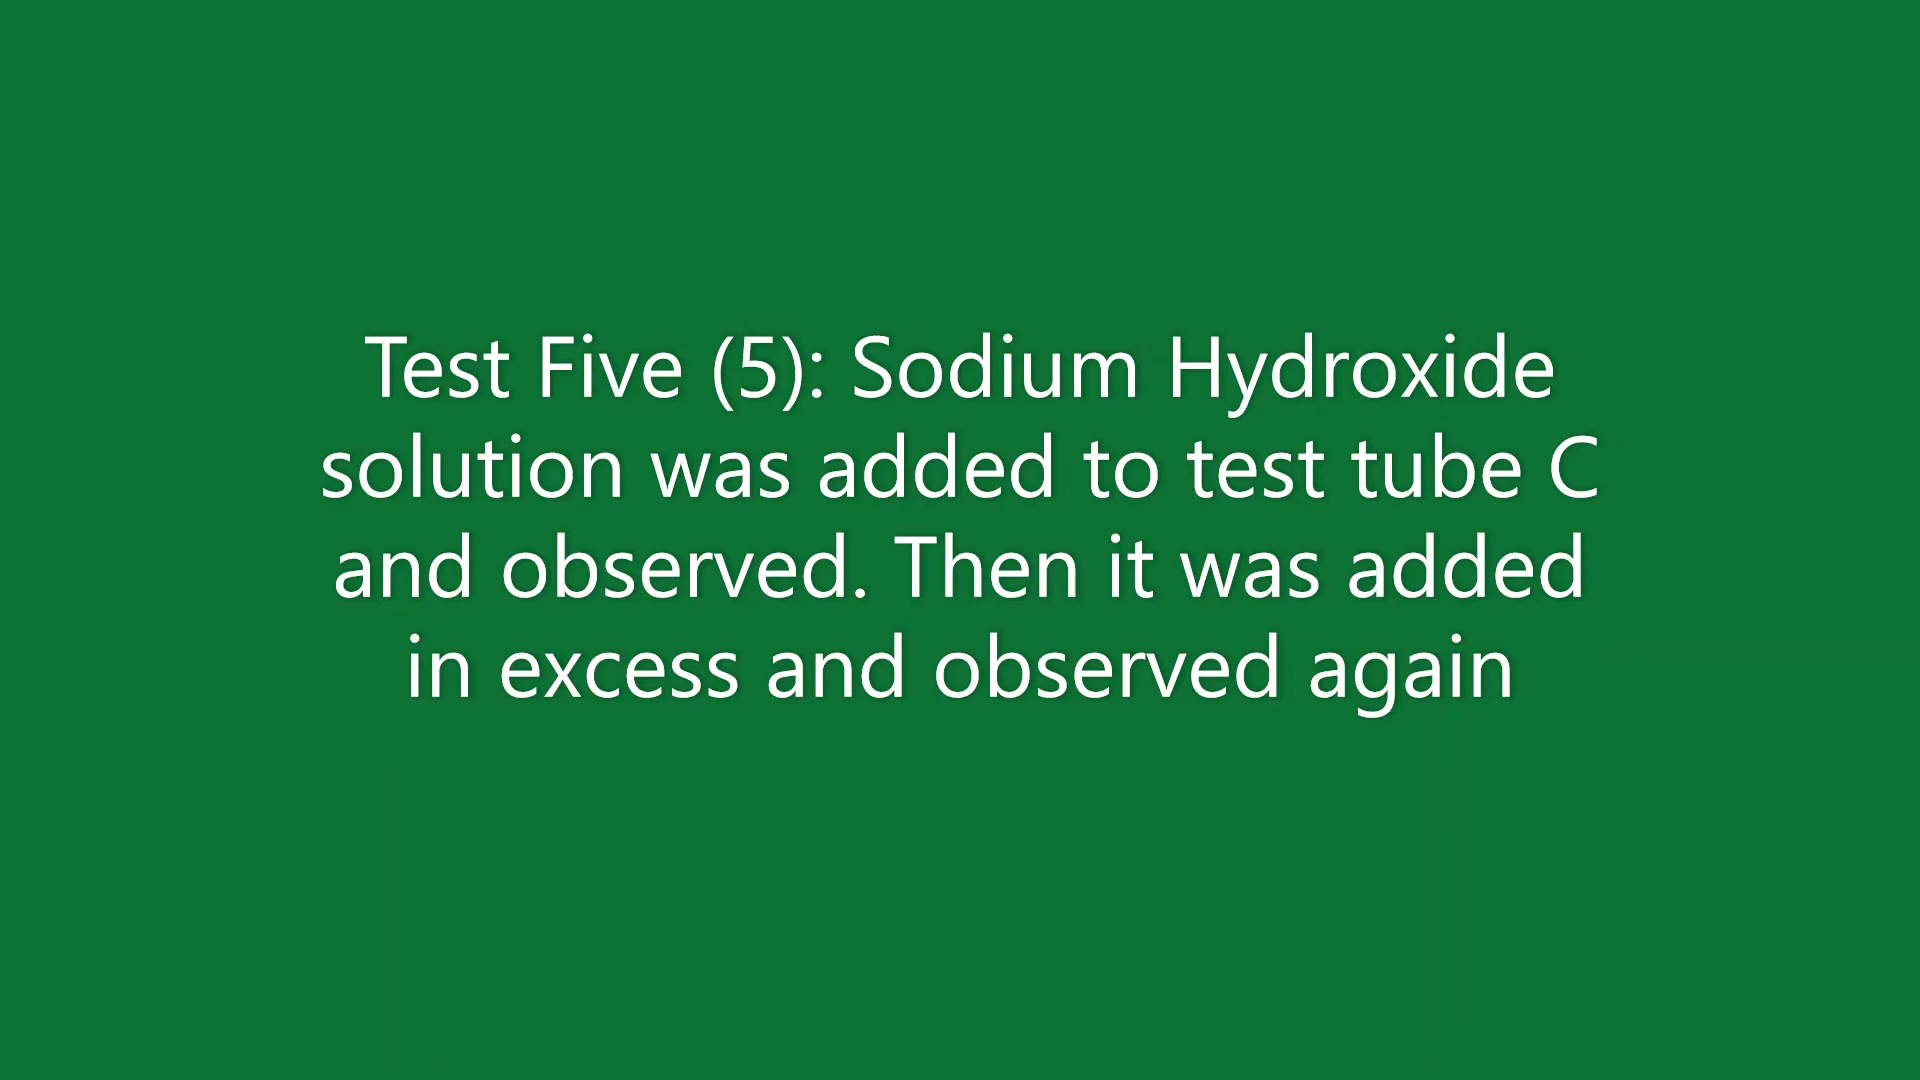 Test Five (5): Sodium Hydroxide
solution was added to test tube C
and observed. Then it was added
in excess and observed again